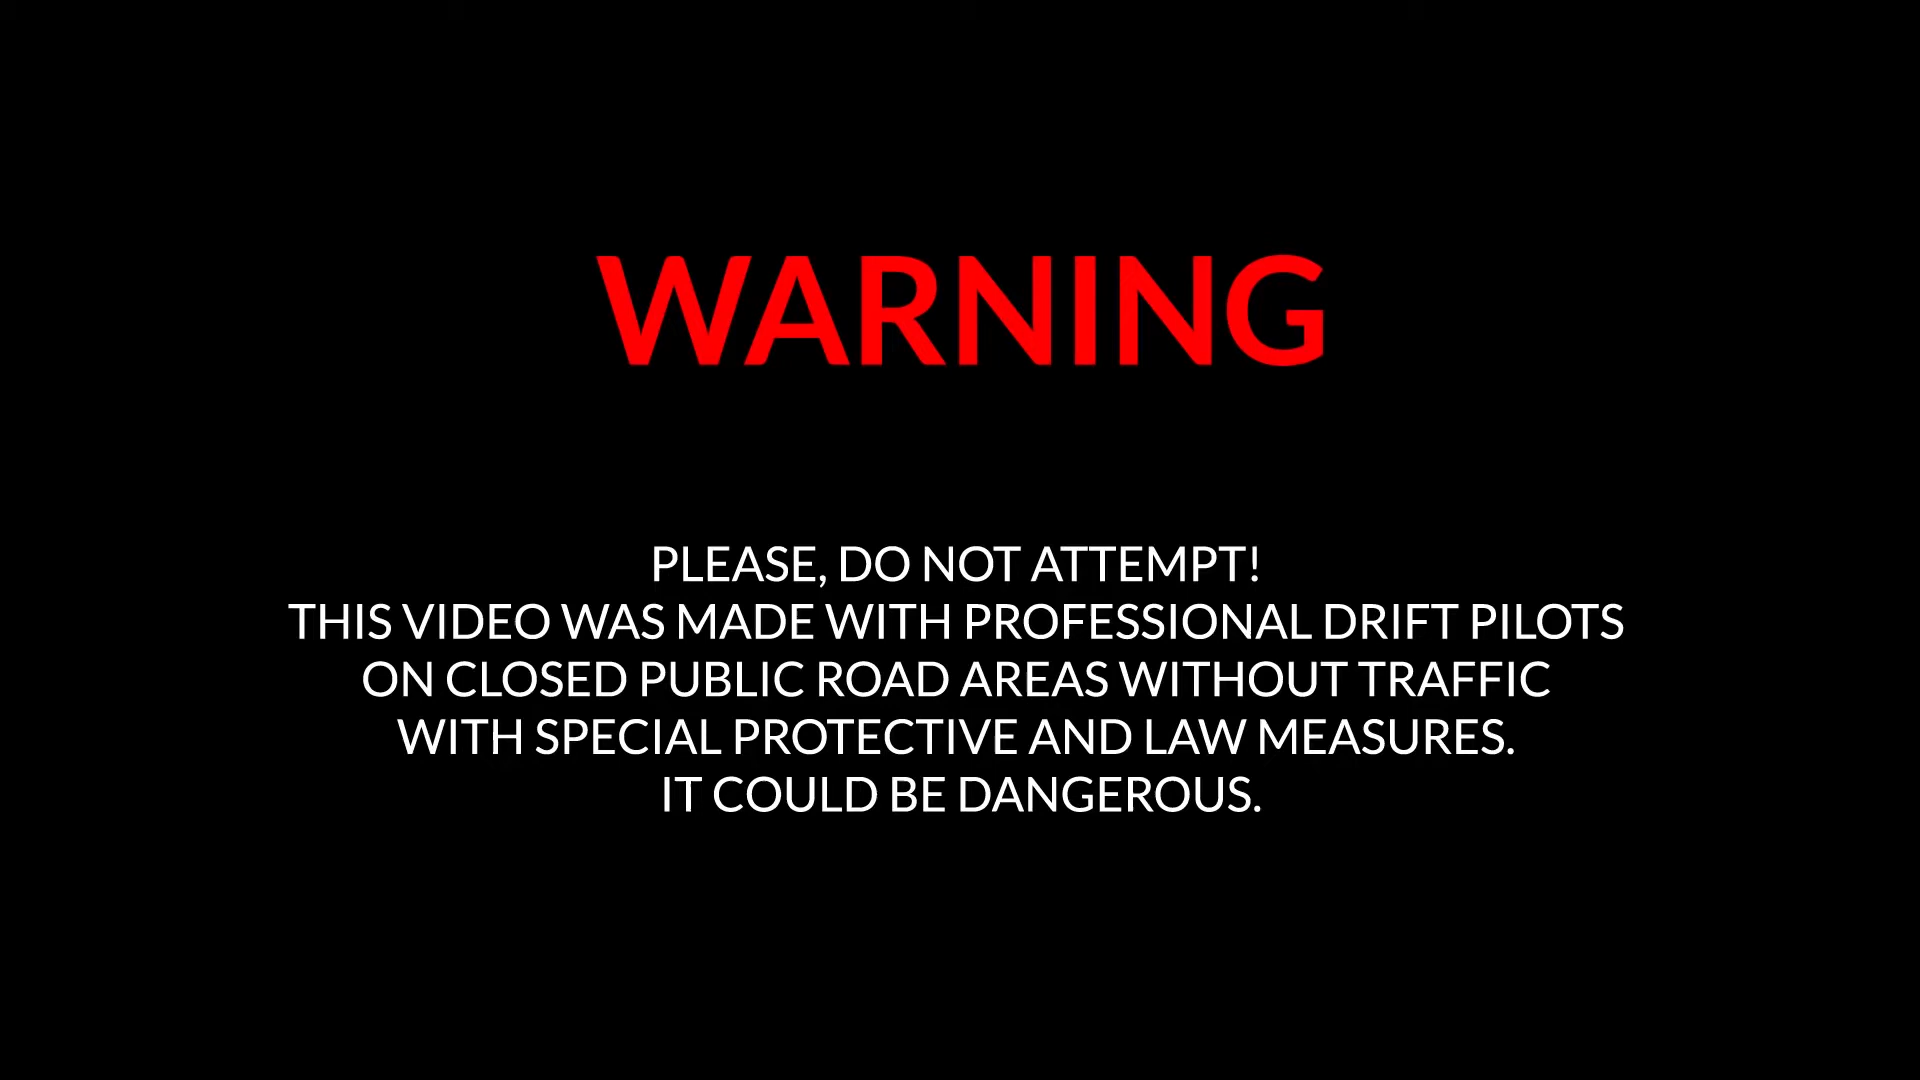 WARNING
PLEASE, DO NOT ATTEMPT!
THIS VIDEO WAS MADE WITH PROFESSIONAL DRIFT PILOTS
ON CLOSED PUBLIC ROAD AREAS WITHOUT TRAFFIC
WITH SPECIAL PROTECTIVE AND LAW MEASURES.
IT COULD BE DANGEROUS.